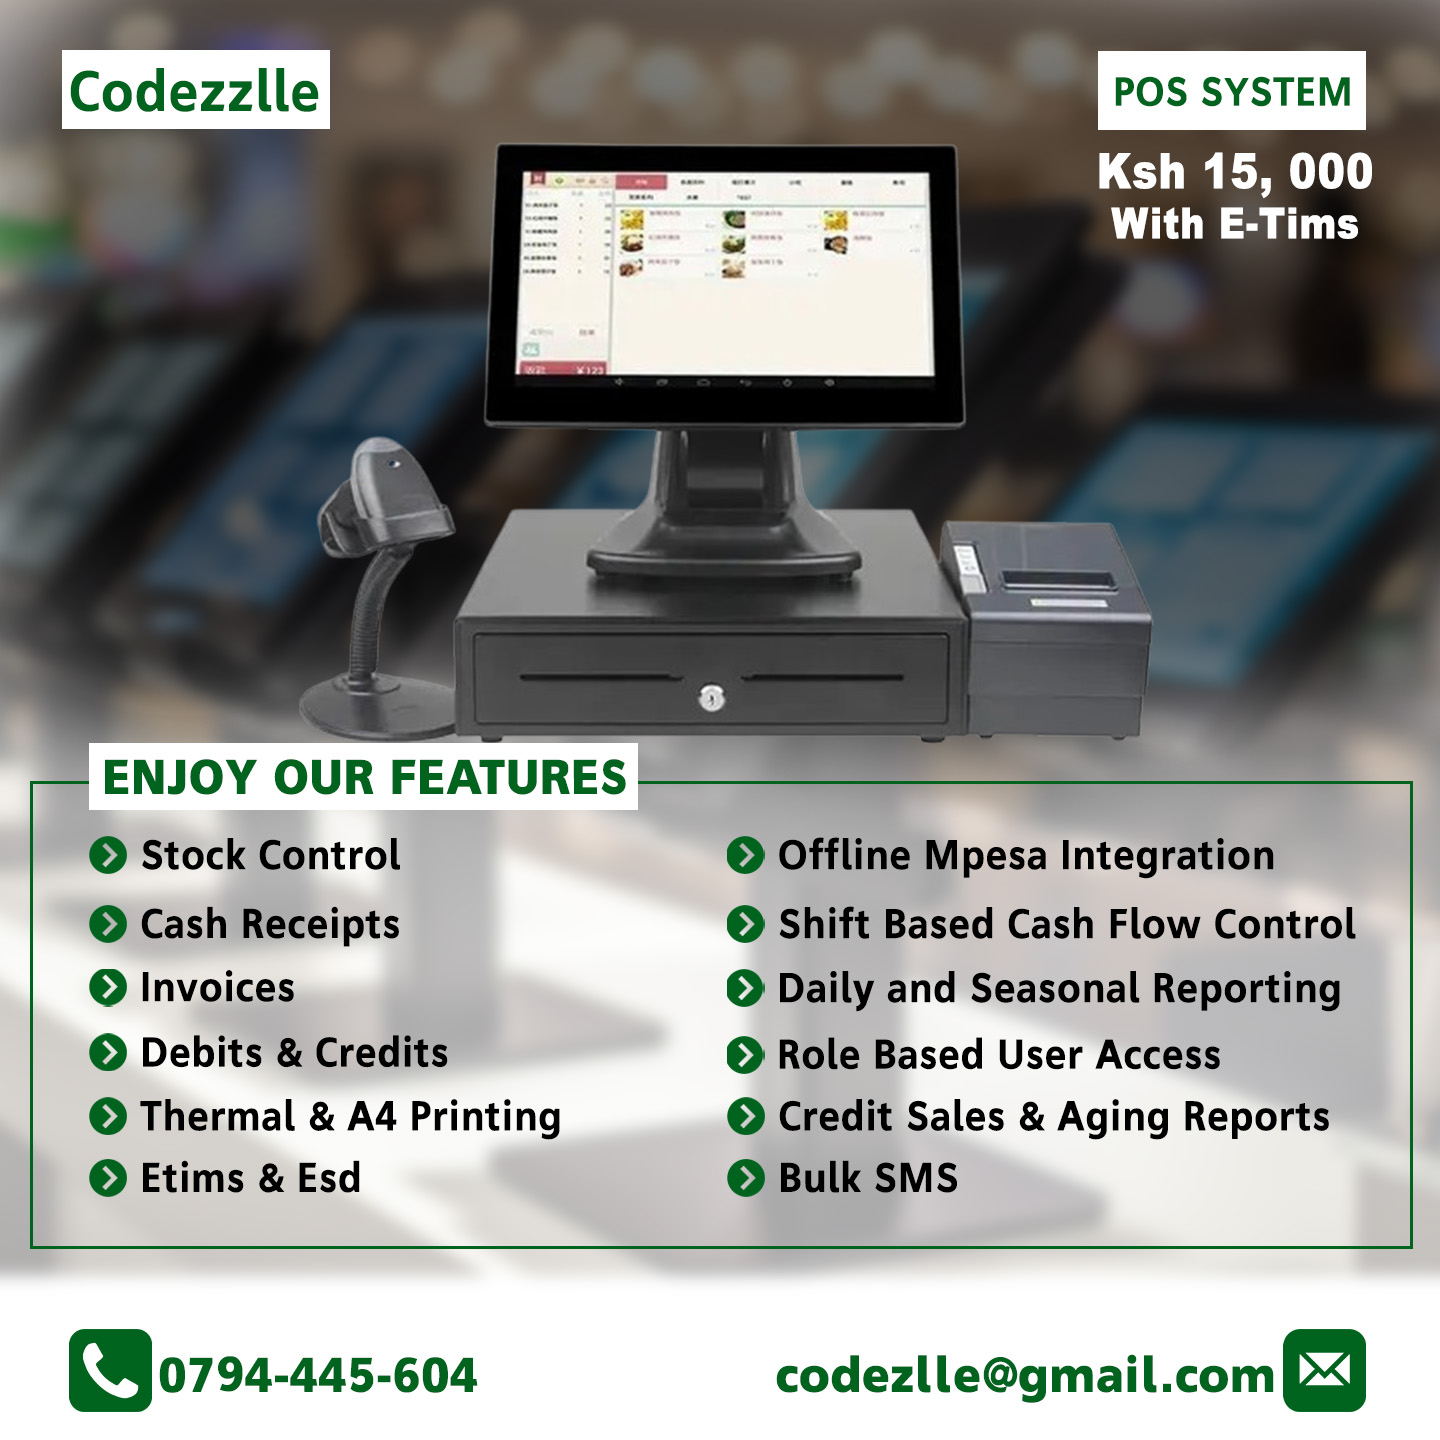 Codezzlle
POS SYSTEM
Ksh 15, 000
With E-Tims
TEST
¥123
ENJOY OUR FEATURES
Stock Control
Cash Receipts
Invoices
Debits & Credits
Thermal & A4 Printing
Etims & Esd
Offline Mpesa Integration
Shift Based Cash Flow Control
Daily and Seasonal Reporting
Role Based User Access
Credit Sales & Aging Reports
Bulk SMS
0794-445-604
codezlle@gmail.com